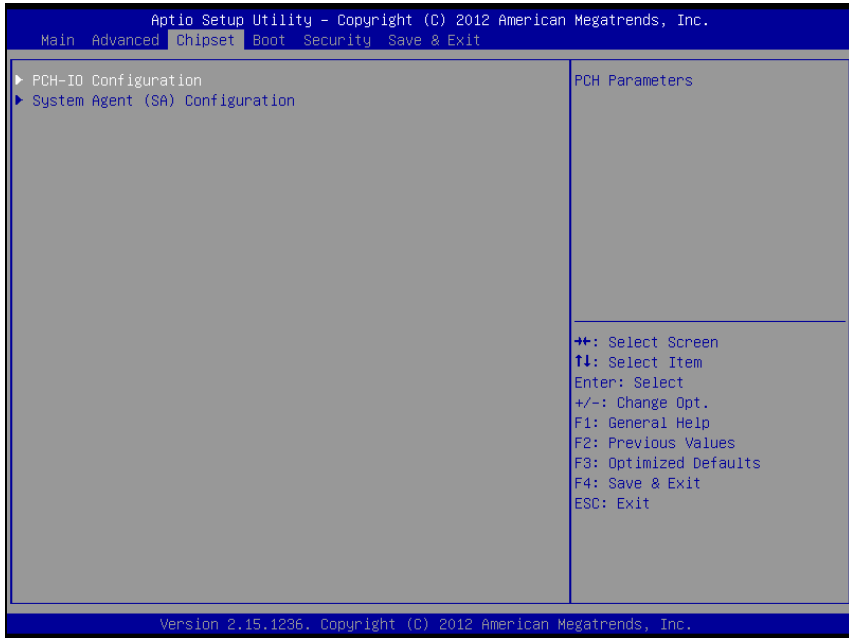 Aptio Setup Utility – Copyright (C) 2012 American Megatrends, Inc.
Main Advanced Chipset Boot Security Save & Exit
▶ PCH-IO Configuration
▶ System Agent (SA) Configuration
PCH Parameters
→←: Select Screen
↑↓: Select Item
Enter: Select
+/-: Change Opt.
F1: General Help
F2: Previous Values
F3: Optimized Defaults
F4: Save & Exit
ESC: Exit
Version 2.15.1236. Copyright (C) 2012 American Megatrends, Inc.